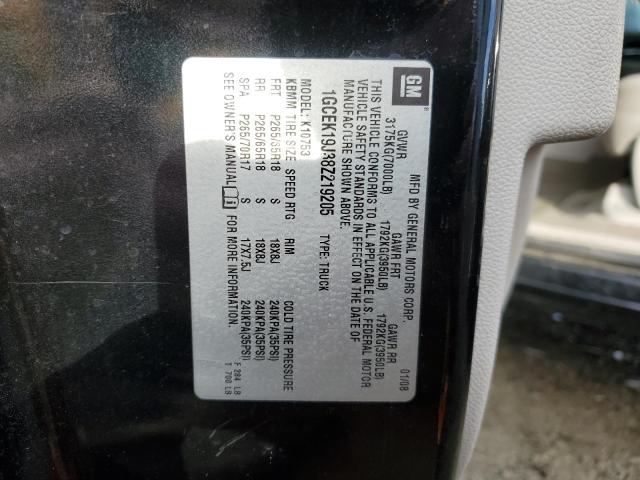 GM
MFD BY GENERAL MOTORS CORP. 01/08
GVWR GAWR FRT GAWR RR
3175KG(7000LB) 1792KG(3950LB) 1792KG(3950LB)
THIS VEHICLE CONFORMS TO ALL APPLICABLE U.S. FEDERAL MOTOR
VEHICLE SAFETY STANDARDS IN EFFECT ON THE DATE OF
MANUFACTURE SHOWN ABOVE.
1GCEK19J38Z219205 TYPE: TRUCK
MODEL: K10753
KBMM TIRE SIZE SPEED RTG RIM COLD TIRE PRESSURE
FRT P265/65R18 S 18X8J 240KPA(35PSI)
RR P265/65R18 S 18X8J 240KPA(35PSI)
SPA P265/70R17 S 17X7.5J 240KPA(35PSI)
SEE OWNER'S MANUAL FOR MORE INFORMATION.
F 284 LB
T 700 LB